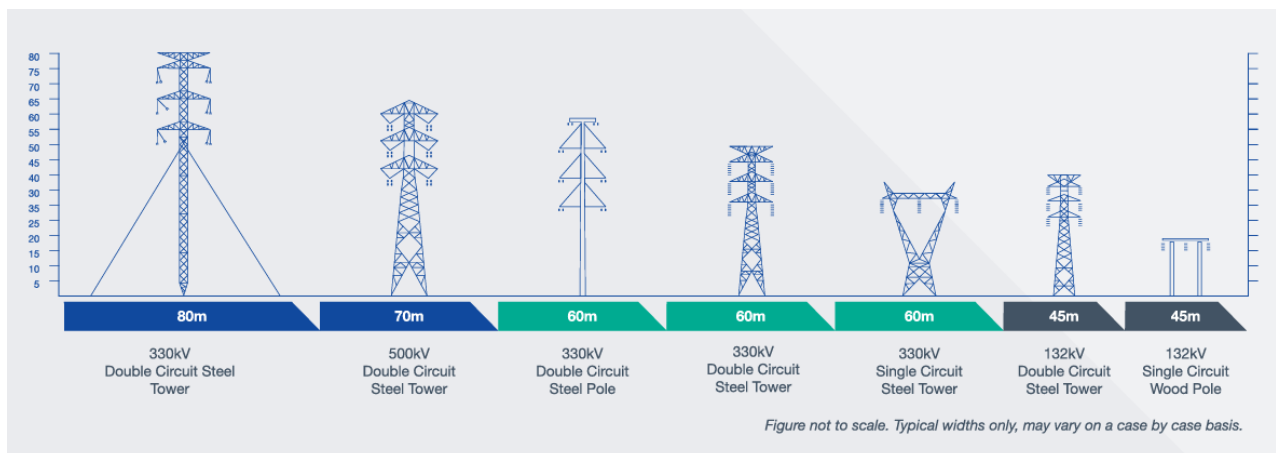 80
75
70
65
60
55
50
45
40
35
30
25
20
15
10
5
80m
70m
60m
60m
60m
45m
45m
330kV
Double Circuit Steel
Tower
500kV
Double Circuit
Steel Tower
330kV
Double Circuit
Steel Pole
330kV
Double Circuit
Steel Tower
330kV
Single Circuit
Steel Tower
132kV
Double Circuit
Steel Tower
132kV
Single Circuit
Wood Pole
Figure not to scale. Typical widths only, may vary on a case by case basis.